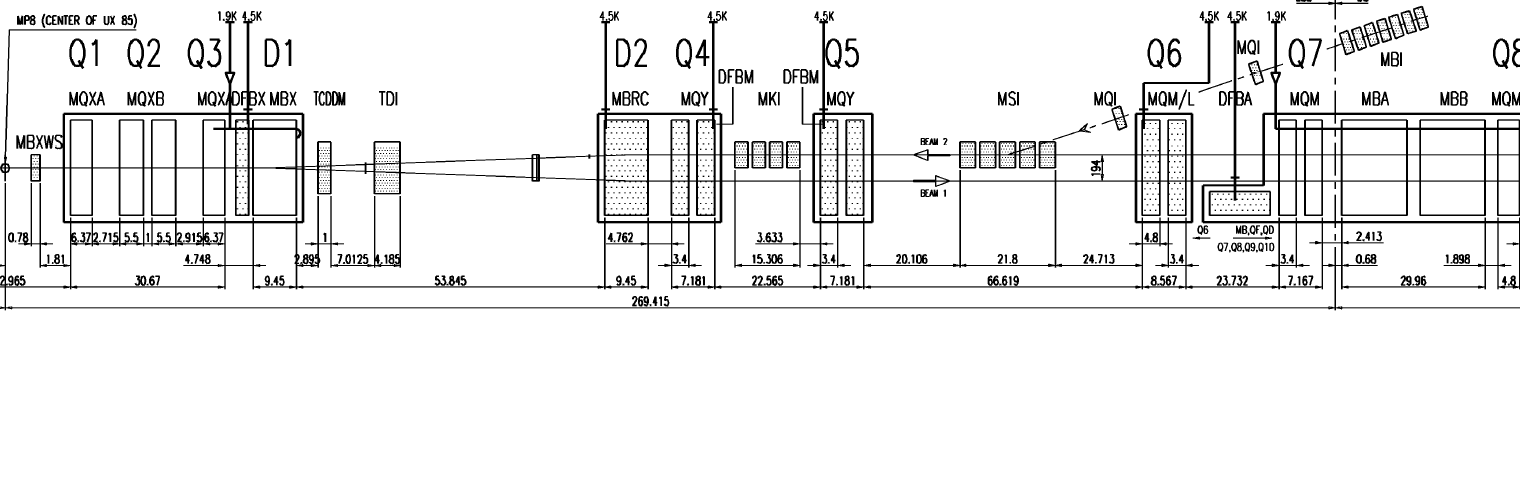 MP8 (CENTER OF UX 85)
1.9K 4.5K 4.5K 4.5K 4.5K 4.5K 4.5K 1.9K
Q1 Q2 Q3 D1 D2 Q4 Q5 Q6 MQI Q7 MBI Q8
DFBM DFBM
MQXA MQXB MQXA DFBX MBX TCDDM TDI MBRC MQY MKI MQY MSI MQI MQM/L DFBA MQM MBA MBB MQM
MBXWS
BEAM 2
194
BEAM 1
Q6 MB,QF,QD
Q7,Q8,Q9,Q10
0.78 6.37 2.715 5.5 1 5.5 2.915 6.37 1 4.762 3.633 4.8 2.413
1.81 4.748 2.895 7.0125 4.185 3.4 15.306 3.4 20.106 21.8 24.713 3.4 3.4 0.68 1.898
2.965 30.67 9.45 53.845 9.45 7.181 22.565 7.181 66.619 8.567 23.732 7.167 29.96 4.8
269.415